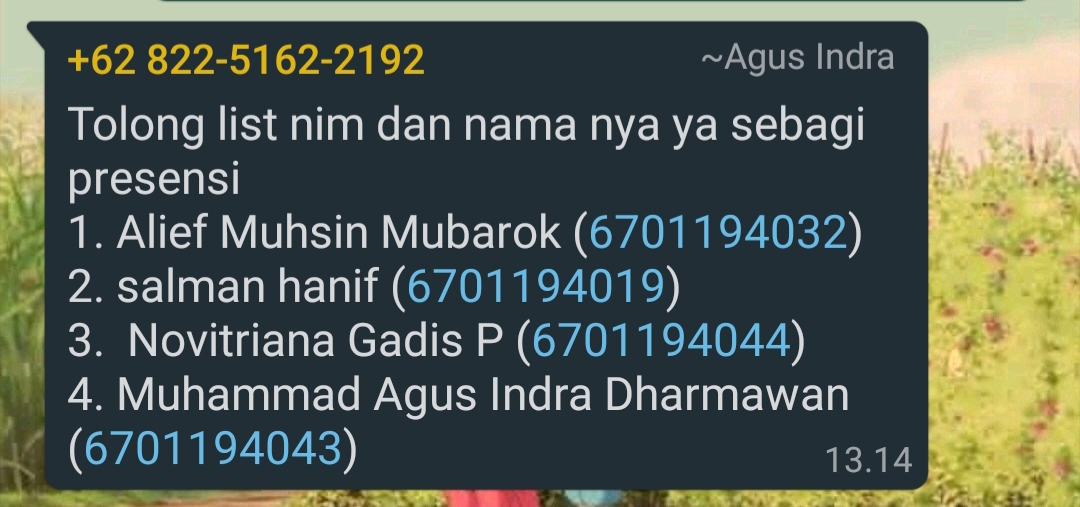 +62 822-5162-2192
~Agus Indra
Tolong list nim dan nama nya ya sebagi
presensi
1. Alief Muhsin Mubarok (6701194032)
2. salman hanif (6701194019)
3.  Novitriana Gadis P (6701194044)
4. Muhammad Agus Indra Dharmawan
(6701194043)
13.14